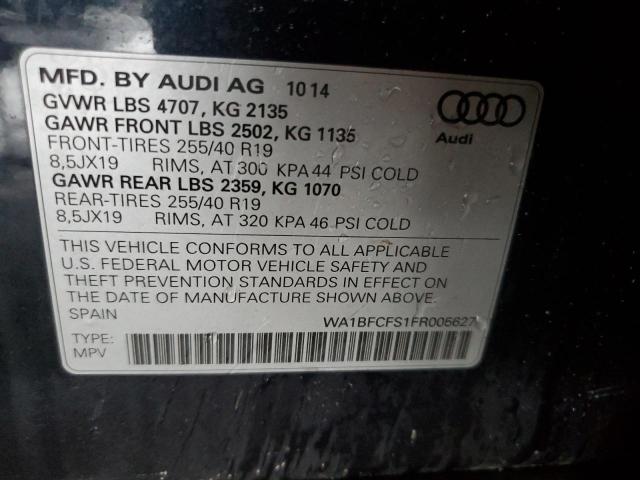 MFD. BY AUDI AG 10 14
GVWR LBS 4707, KG 2135
GAWR FRONT LBS 2502, KG 1135
FRONT-TIRES 255/40 R19
8,5JX19 RIMS, AT 300 KPA 44 PSI COLD
GAWR REAR LBS 2359, KG 1070
REAR-TIRES 255/40 R19
8,5JX19 RIMS, AT 320 KPA 46 PSI COLD
Audi
THIS VEHICLE CONFORMS TO ALL APPLICABLE
U.S. FEDERAL MOTOR VEHICLE SAFETY AND
THEFT PREVENTION STANDARDS IN EFFECT ON
THE DATE OF MANUFACTURE SHOWN ABOVE.
SPAIN
WA1BFCFS1FR005627
TYPE:
MPV